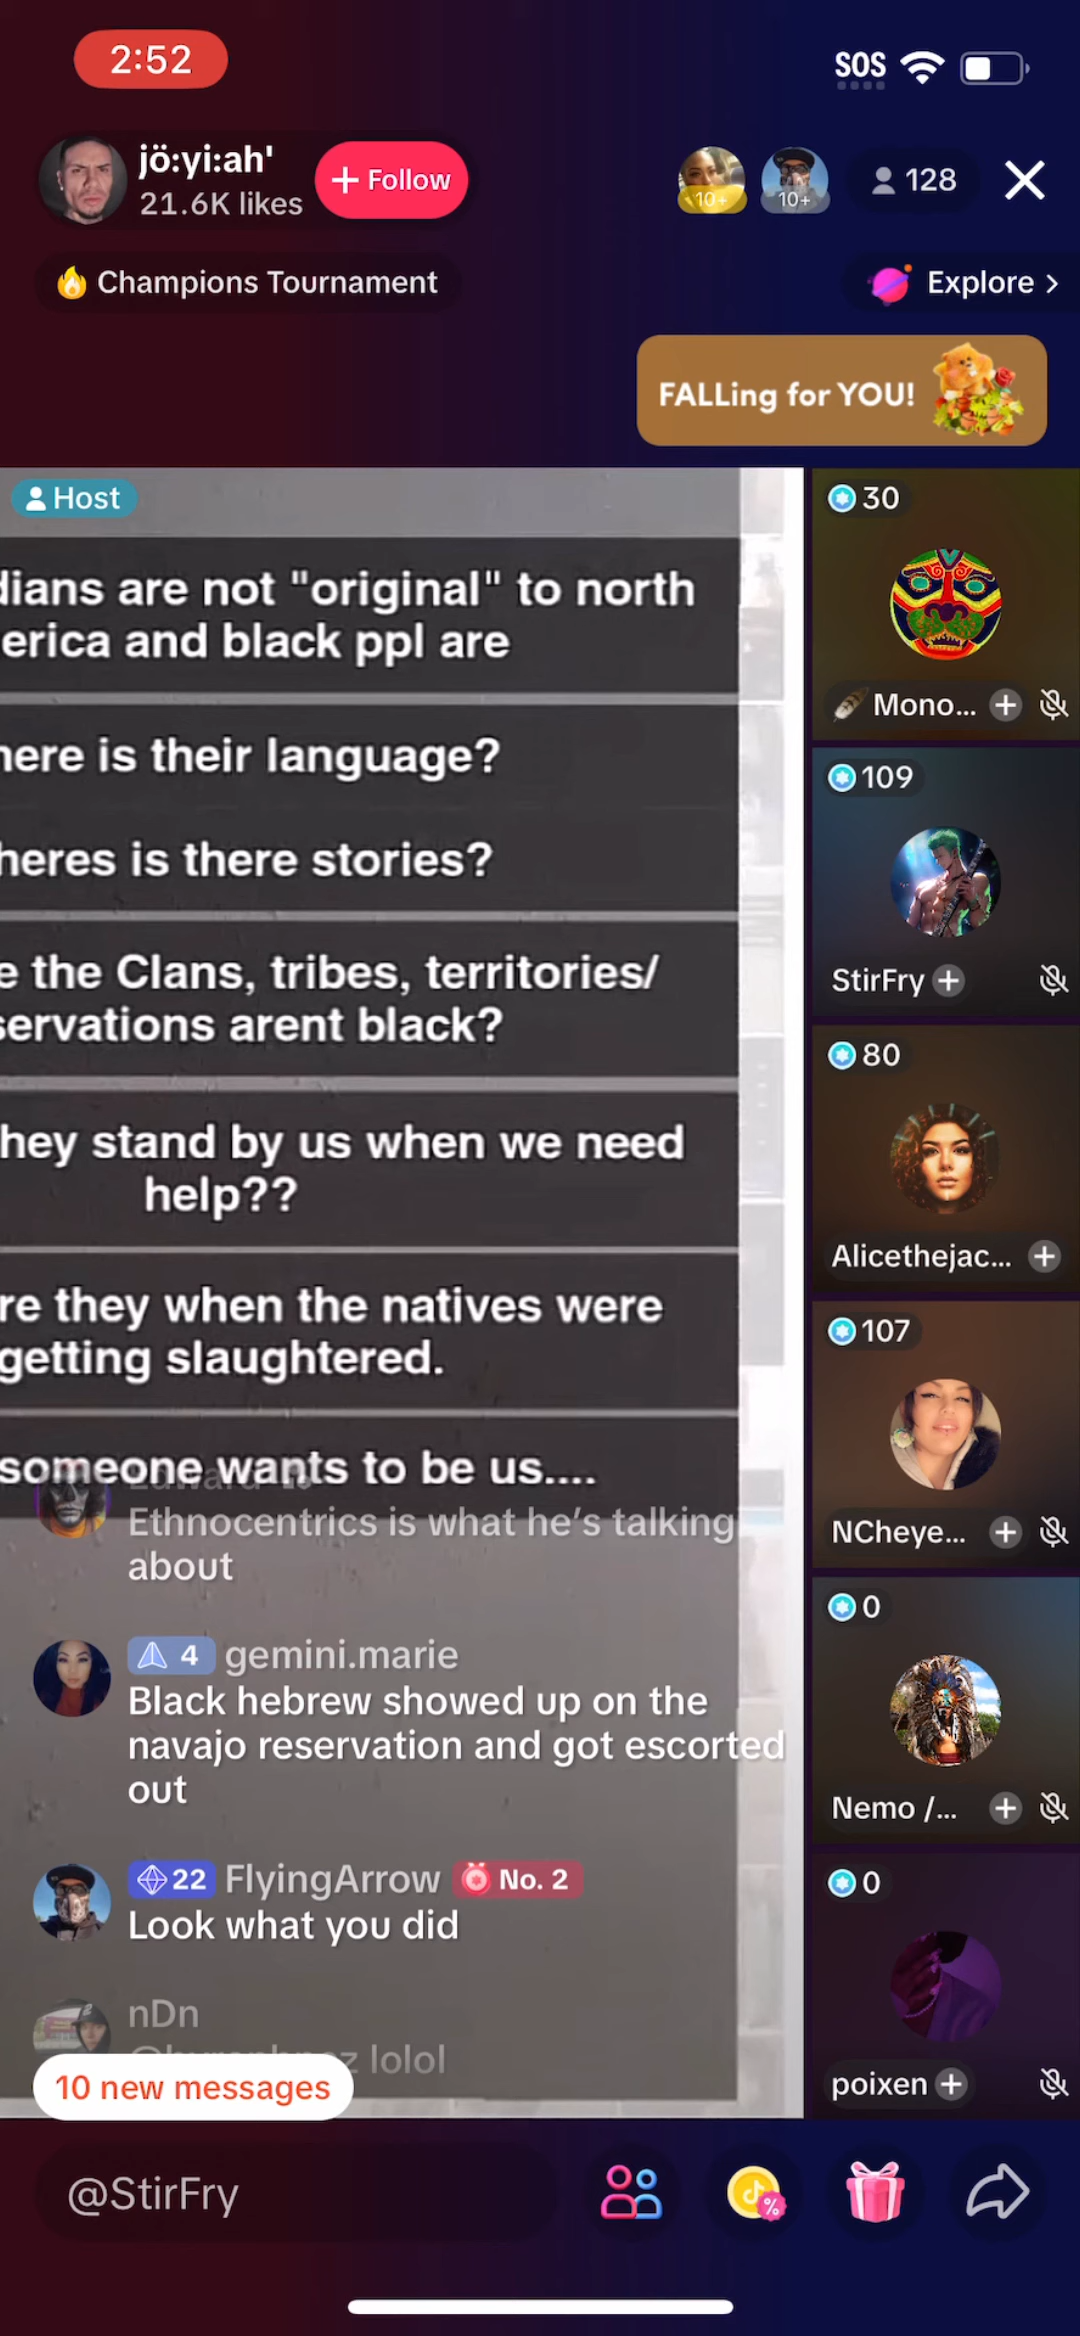 2:52
SOS
jö:yi:ah'
21.6K likes
+ Follow
10+
10+
128
Champions Tournament
Explore >
FALLing for YOU!
Host
dians are not "original" to north
erica and black ppl are
here is their language?
heres is there stories?
e the Clans, tribes, territories/
servations arent black?
hey stand by us when we need
help??
re they when the natives were
getting slaughtered.
someone wants to be us....
Edward
Ethnocentrics is what he's talking
about
4 gemini.marie
Black hebrew showed up on the
navajo reservation and got escorted
out
22 FlyingArrow No. 2
Look what you did
nDn
lolol
10 new messages
30
Mono...
109
StirFry
80
Alicethejac...
107
NCheye...
0
Nemo /...
0
poixen
@StirFry